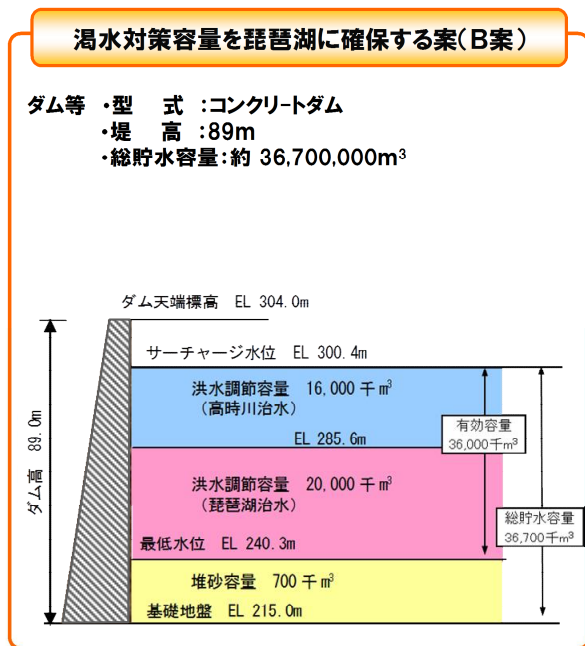 渇水対策容量を琵琶湖に確保する案(B案)
ダム等 ・型 式 :コンクリートダム
・堤 高 :89m
・総貯水容量:約 36,700,000m³
ダム天端標高 EL 304.0m
サーチャージ水位 EL 300.4m
洪水調節容量 16,000 千㎥
(高時川治水)
有効容量
36,000千㎥
EL 285.6m
ダム高 89.0m
洪水調節容量 20,000 千㎥
(琵琶湖治水)
総貯水容量
36,700千㎥
最低水位 EL 240.3m
堆砂容量 700 千㎥
基礎地盤 EL 215.0m